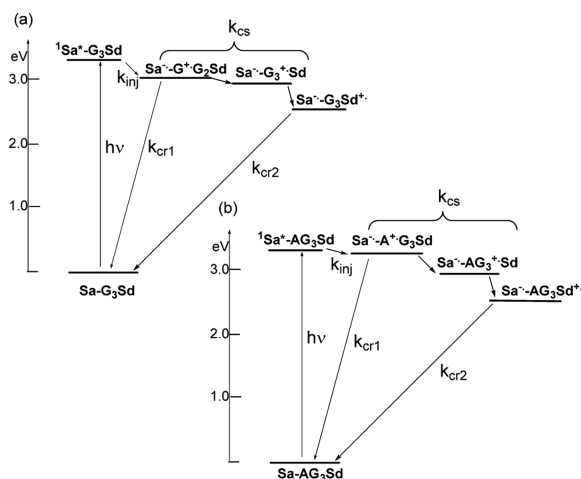 (a)
k_cs
eV
¹Sa*-G₃Sd
k_inj
Sa⁻·-G⁺·G₂Sd
Sa⁻·-G₃⁺·Sd
3.0
Sa⁻·-G₃Sd⁺·
2.0
hν
k_cr1
k_cr2
1.0
Sa-G₃Sd
(b)
k_cs
eV
¹Sa*-AG₃Sd
k_inj
Sa⁻·-A⁺·G₃Sd
Sa⁻·-AG₃⁺·Sd
3.0
Sa⁻·-AG₃Sd⁺·
2.0
hν
k_cr1
k_cr2
1.0
Sa-AG₃Sd